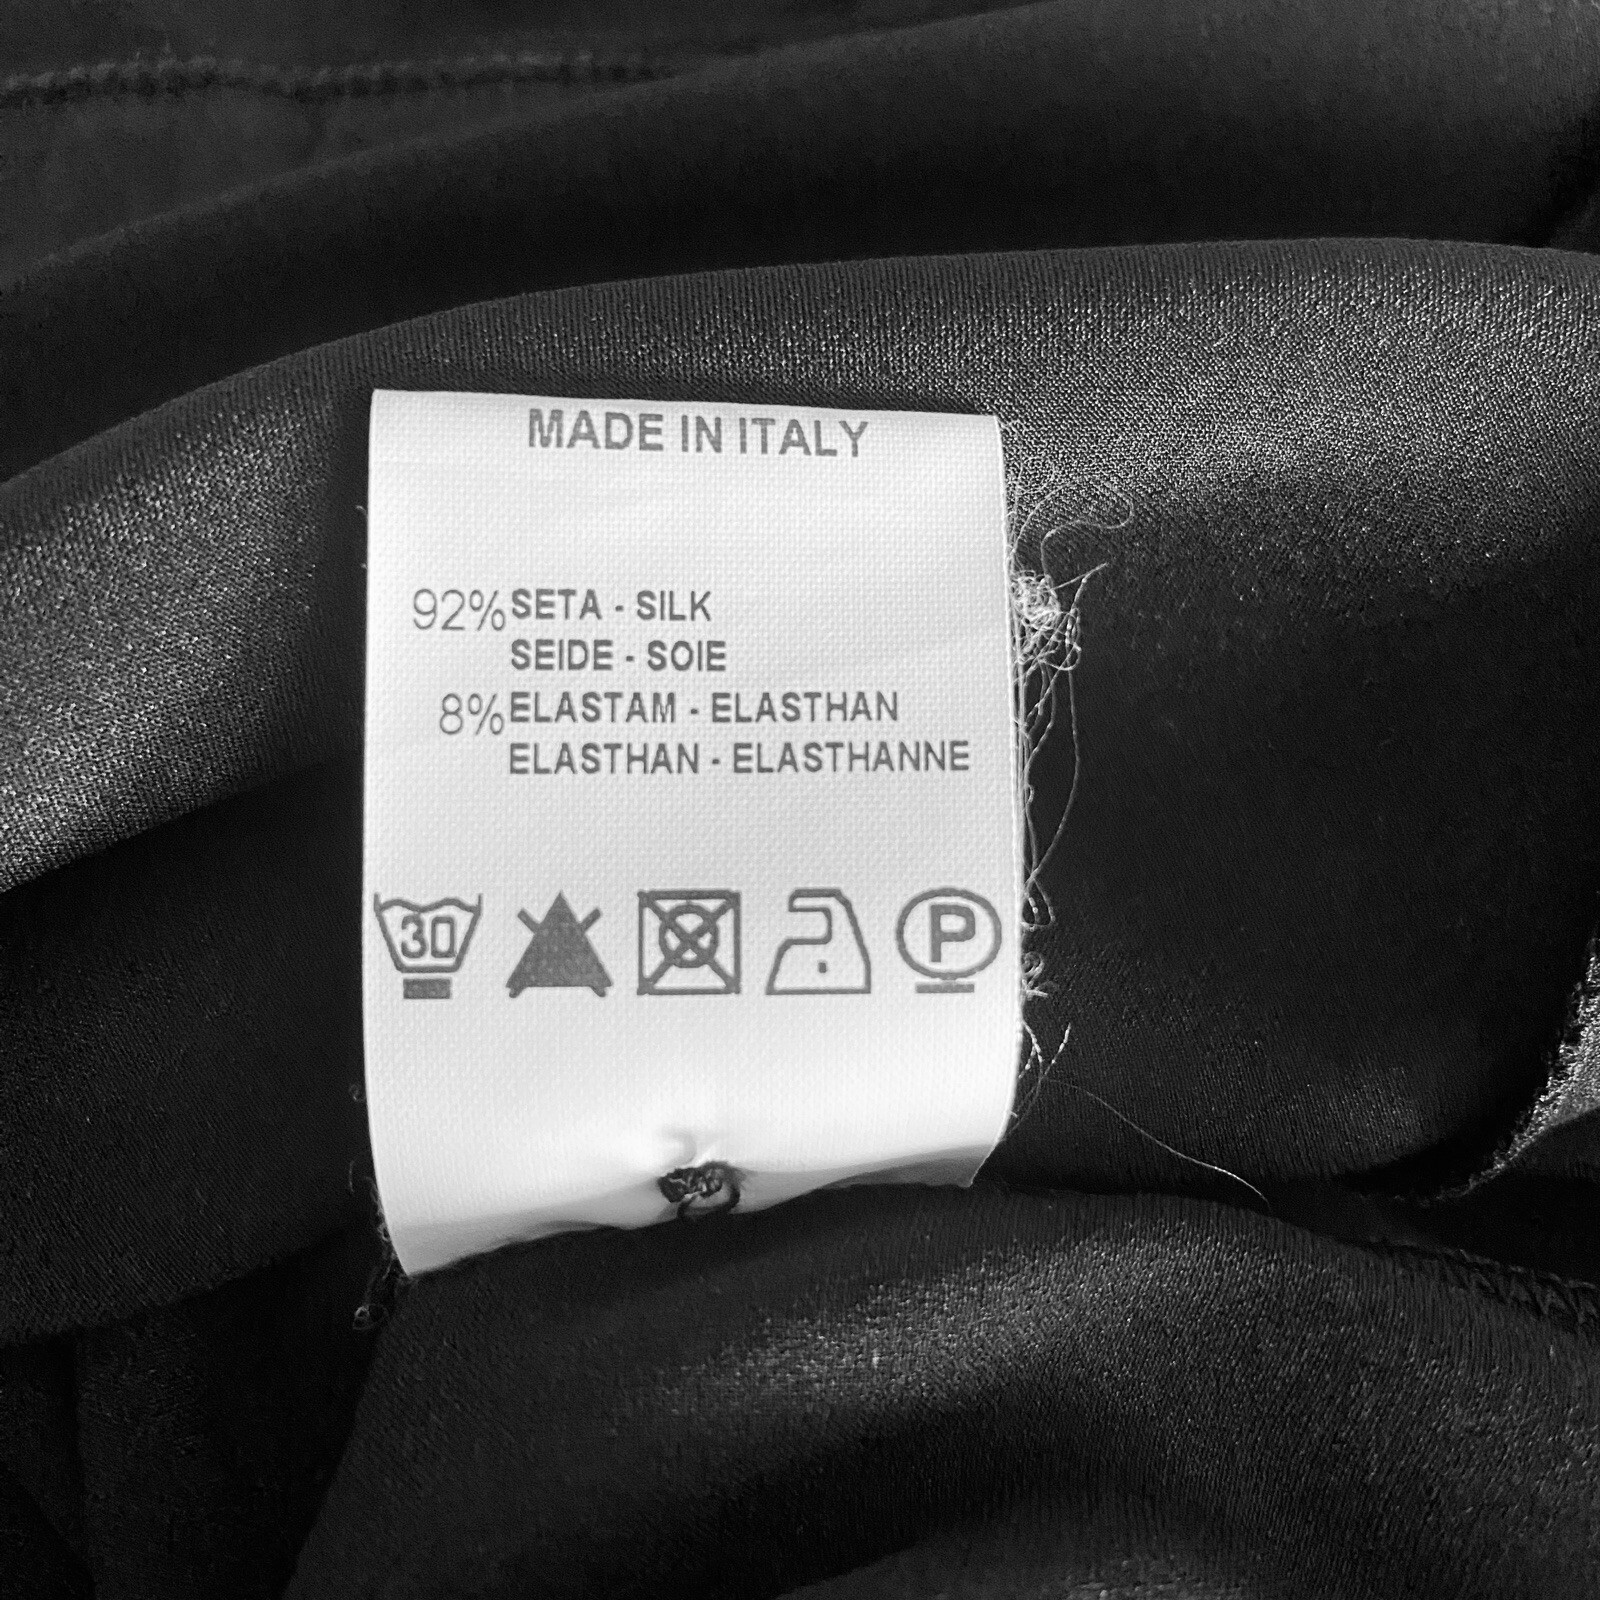 MADE IN ITALY
92% SETA - SILK
SEIDE - SOIE
8% ELASTAM - ELASTHAN
ELASTHAN - ELASTHANNE
30 P